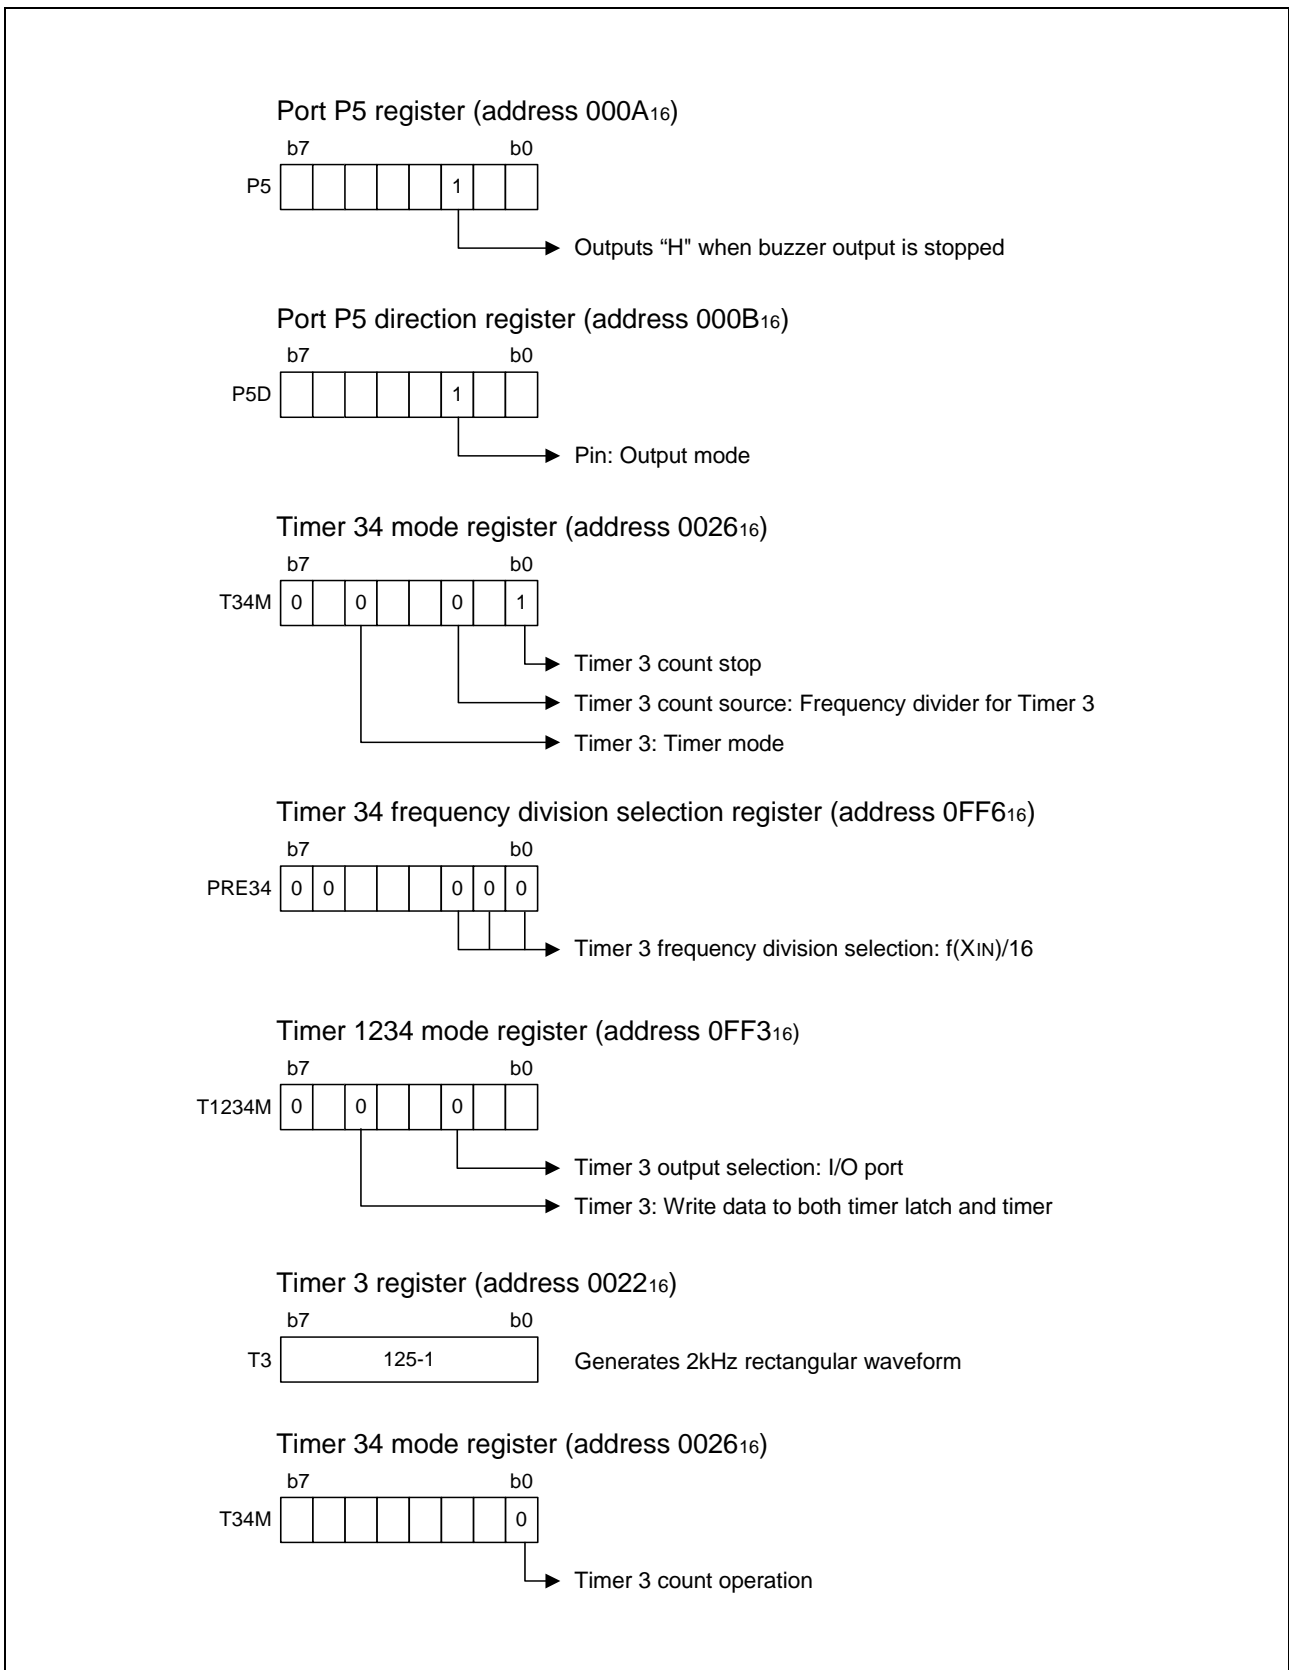 Port P5 register (address 000A16)
b7 b0
P5 1
Outputs “H" when buzzer output is stopped
Port P5 direction register (address 000B16)
b7 b0
P5D 1
Pin: Output mode
Timer 34 mode register (address 002616)
b7 b0
T34M 0 0 0 1
Timer 3 count stop
Timer 3 count source: Frequency divider for Timer 3
Timer 3: Timer mode
Timer 34 frequency division selection register (address 0FF616)
b7 b0
PRE34 0 0 0 0 0
Timer 3 frequency division selection: f(XIN)/16
Timer 1234 mode register (address 0FF316)
b7 b0
T1234M 0 0 0
Timer 3 output selection: I/O port
Timer 3: Write data to both timer latch and timer
Timer 3 register (address 002216)
b7 b0
T3 125-1 Generates 2kHz rectangular waveform
Timer 34 mode register (address 002616)
b7 b0
T34M 0
Timer 3 count operation